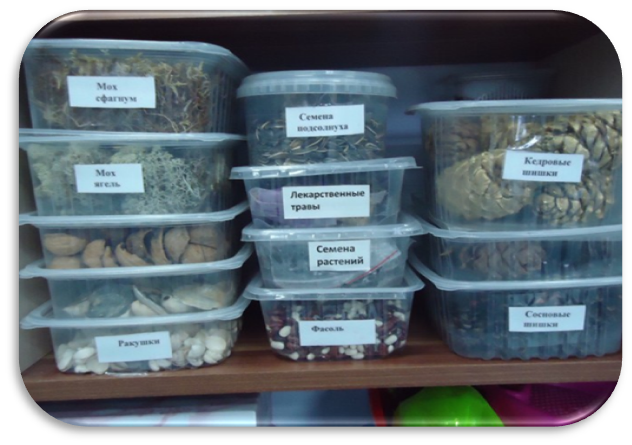 Мох
сфагнум
Мох
ягель
Ракушки
Семена
подсолнуха
Лекарственные
травы
Семена
растений
Фасоль
Кедровые
шишки
Сосновые
шишки